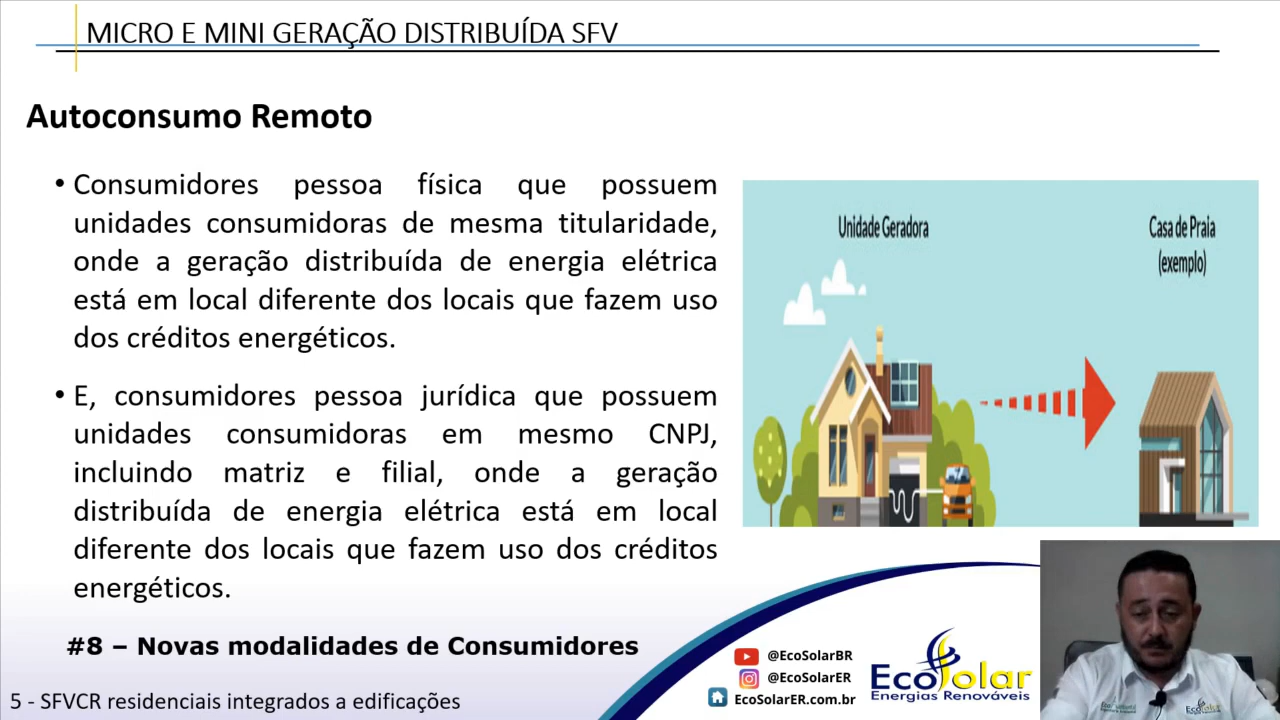 MICRO E MINI GERAÇÃO DISTRIBUÍDA SFV
Autoconsumo Remoto
• Consumidores pessoa física que possuem
unidades consumidoras de mesma titularidade,
onde a geração distribuída de energia elétrica
está em local diferente dos locais que fazem uso
dos créditos energéticos.
• E, consumidores pessoa jurídica que possuem
unidades consumidoras em mesmo CNPJ,
incluindo matriz e filial, onde a geração
distribuída de energia elétrica está em local
diferente dos locais que fazem uso dos créditos
energéticos.
Unidade Geradora
Casa de Praia
(exemplo)
#8 – Novas modalidades de Consumidores
5 - SFVCR residenciais integrados a edificações
@EcoSolarBR
@EcoSolarER
EcoSolarER.com.br
EcoSolar
Energias Renováveis